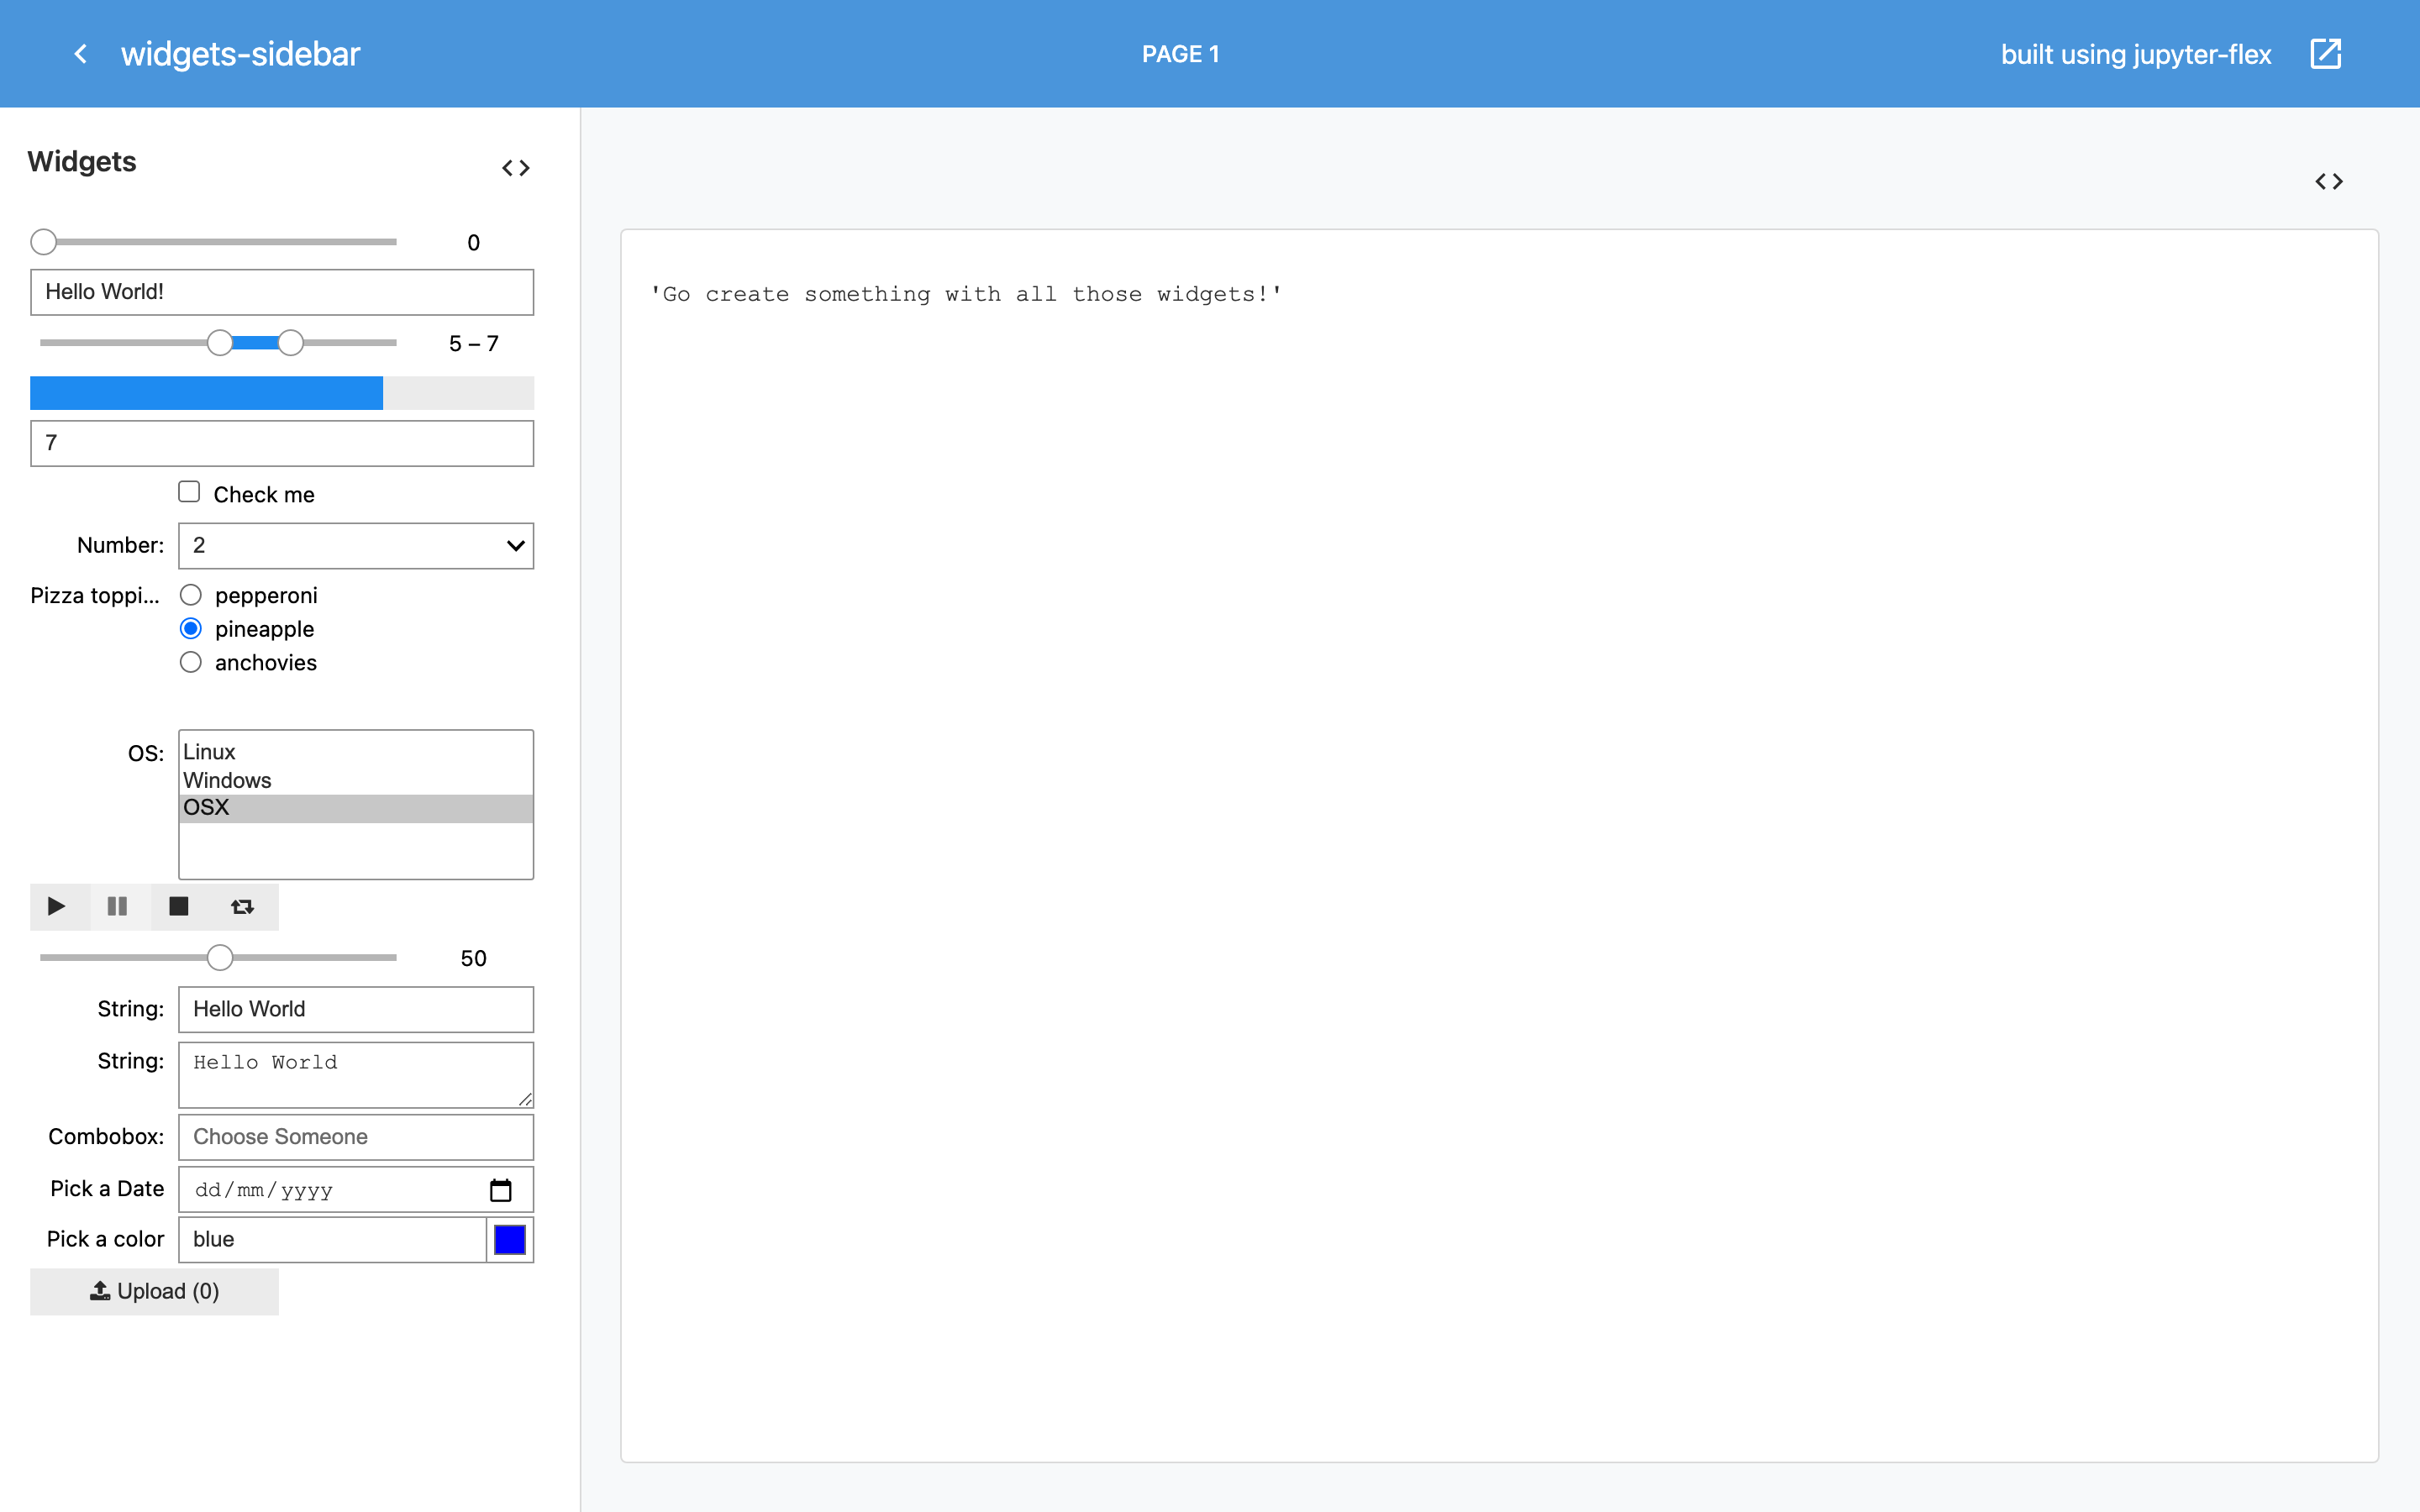 widgets-sidebar
PAGE 1
built using jupyter-flex
Widgets
0
Hello World!
5 – 7
7
Check me
Number: 2
Pizza toppi... pepperoni
pineapple
anchovies
OS: Linux
Windows
OSX
50
String: Hello World
String: Hello World
Combobox: Choose Someone
Pick a Date dd/mm/yyyy
Pick a color blue
Upload (0)
'Go create something with all those widgets!'